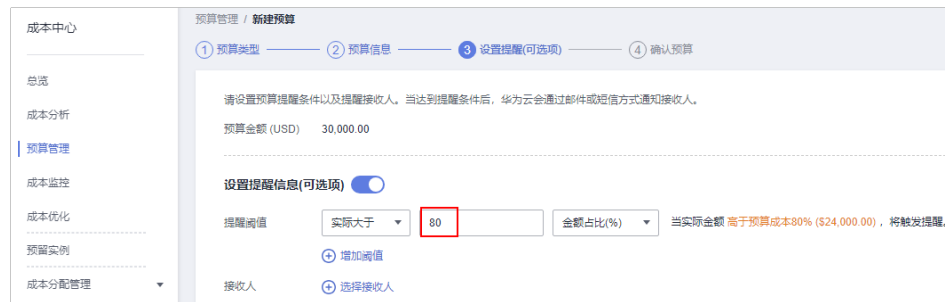 成本中心
总览
成本分析
预算管理
成本监控
成本优化
预留实例
成本分配管理
预算管理 / 新建预算
1 预算类型
2 预算信息
3 设置提醒(可选项)
4 确认预算
请设置预算提醒条件以及提醒接收人。当达到提醒条件后，华为云会通过邮件或短信方式通知接收人。
预算金额 (USD) 30,000.00
设置提醒信息(可选项)
提醒阈值 实际大于 80 金额占比(%) 当实际金额 高于预算成本80% ($24,000.00) ，将触发提醒。
增加阈值
接收人 选择接收人